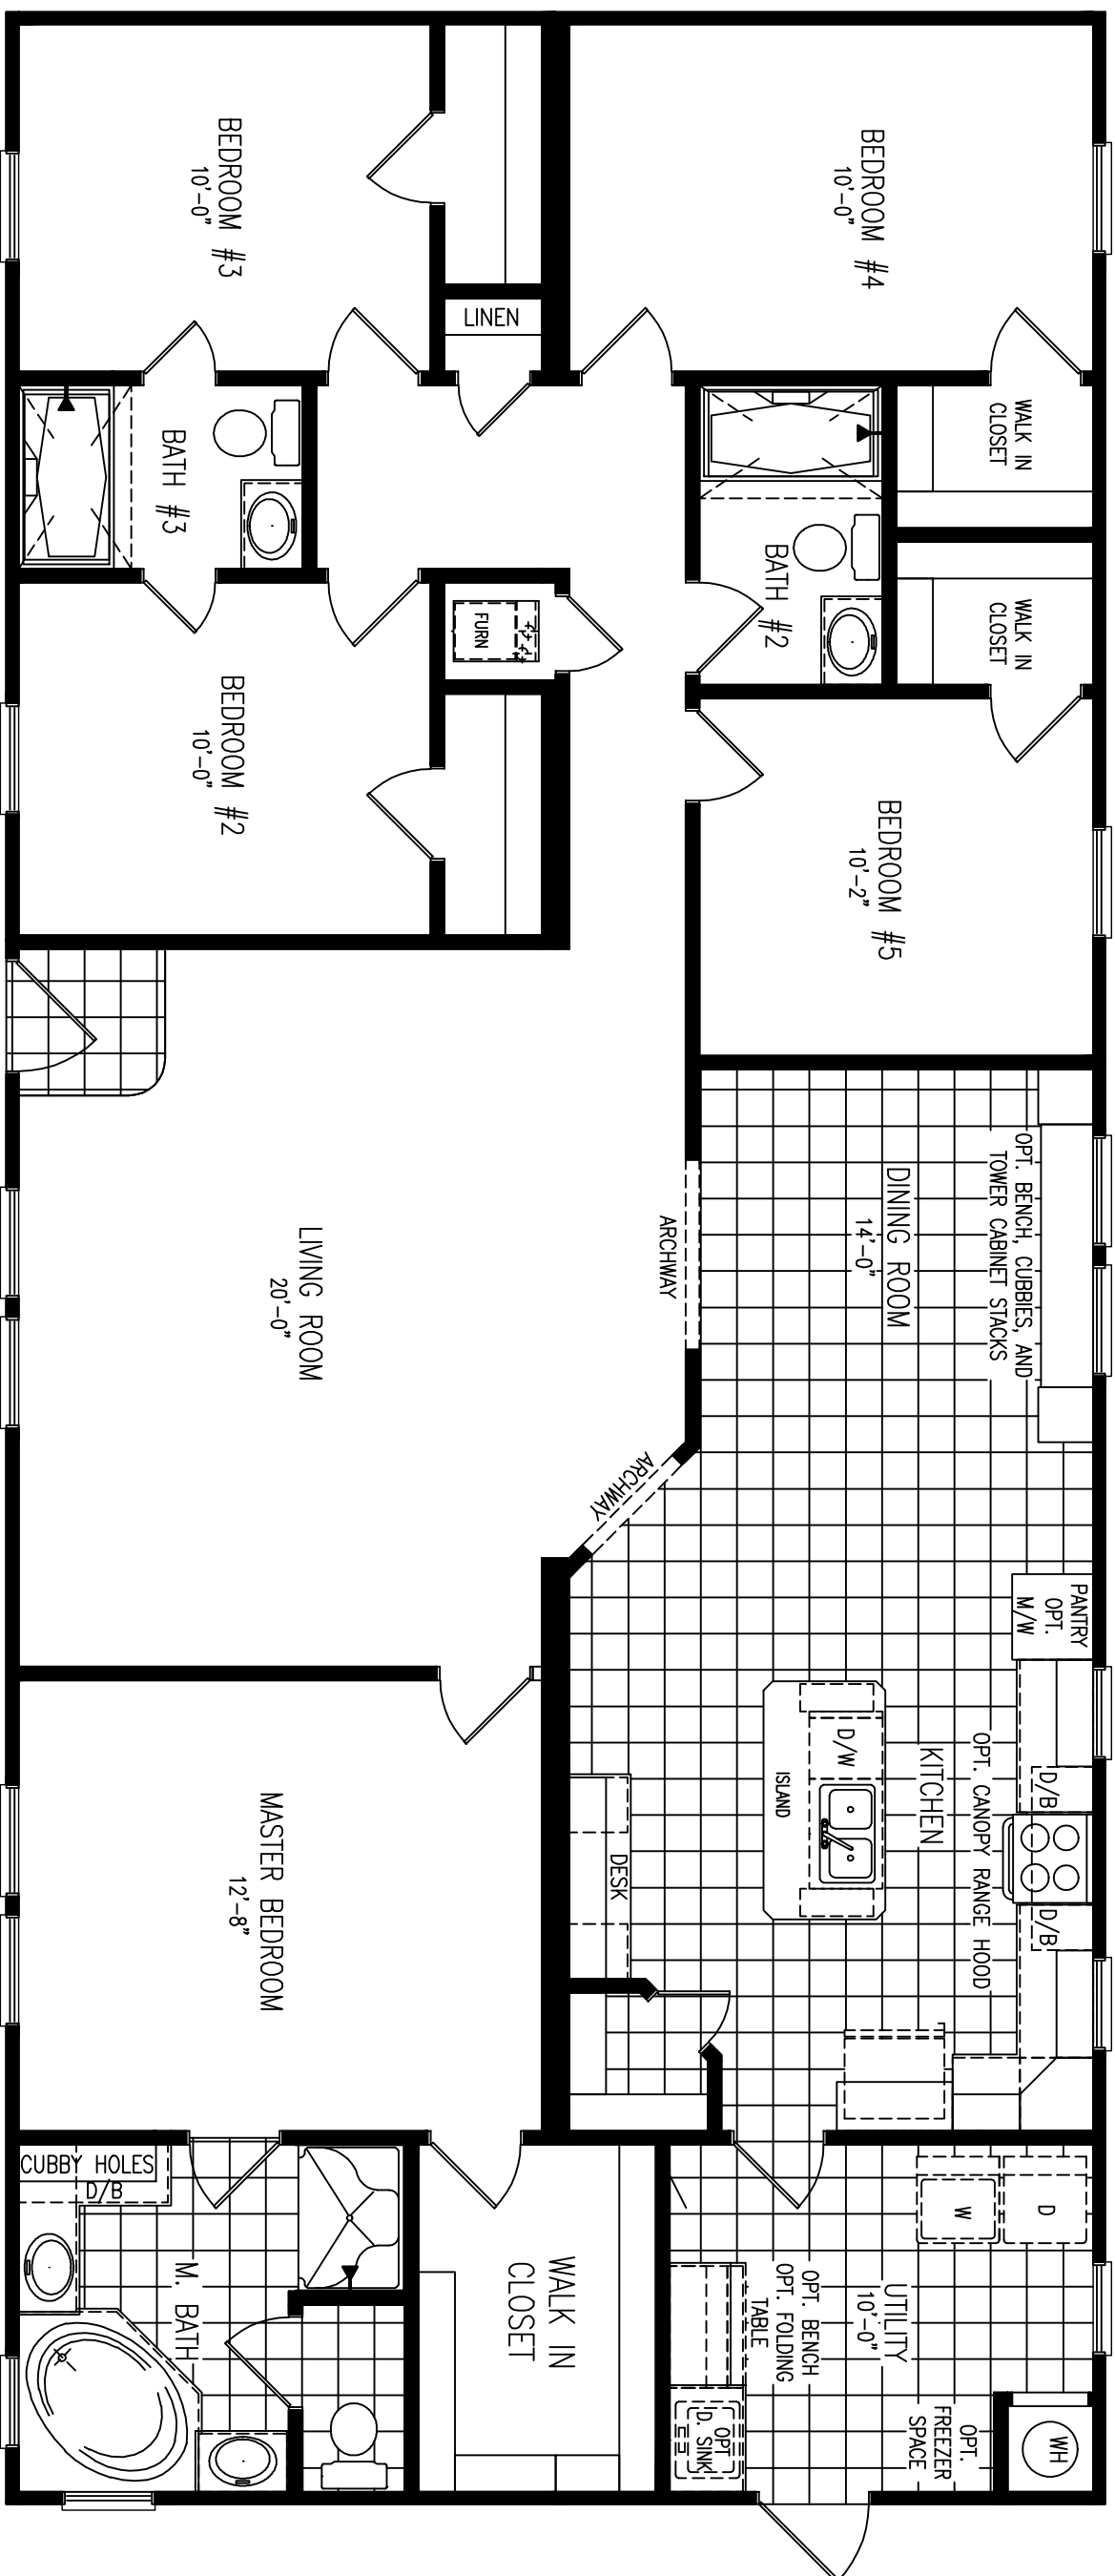 BEDROOM #4
10'-0"
WALK IN
CLOSET
WALK IN
CLOSET
BEDROOM #5
10'-2"
OPT. BENCH, CUBBIES, AND
TOWER CABINET STACKS
DINING ROOM
14'-0"
ARCHWAY
ARCHWAY
PANTRY
OPT.
M/W
D/B
D/B
OPT. CANOPY RANGE HOOD
KITCHEN
D/W
ISLAND
DESK
D
W
UTILITY
10'-0"
OPT. BENCH
OPT. FOLDING
TABLE
OPT
D. SINK
OPT.
FREEZER
SPACE
WH
BEDROOM #3
10'-0"
LINEN
BATH #3
BATH #2
FURN
BEDROOM #2
10'-0"
LIVING ROOM
20'-0"
MASTER BEDROOM
12'-8"
WALK IN
CLOSET
CUBBY HOLES
D/B
M. BATH